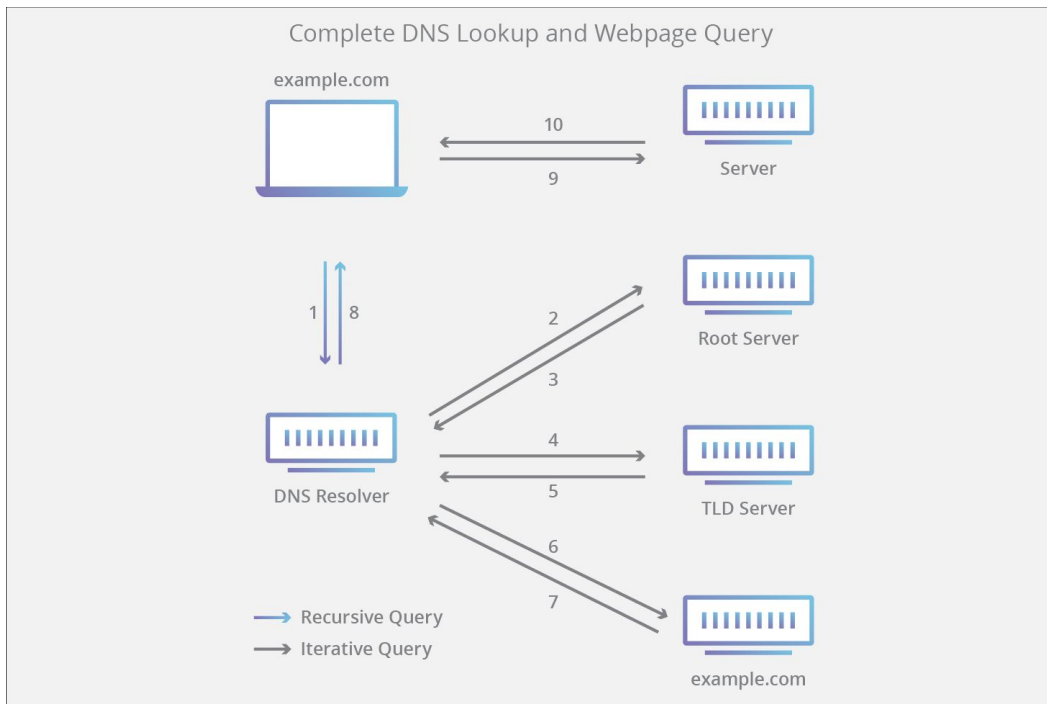 Complete DNS Lookup and Webpage Query
example.com
10
9
Server
1
8
2
3
Root Server
4
5
DNS Resolver
TLD Server
6
7
Recursive Query
Iterative Query
example.com